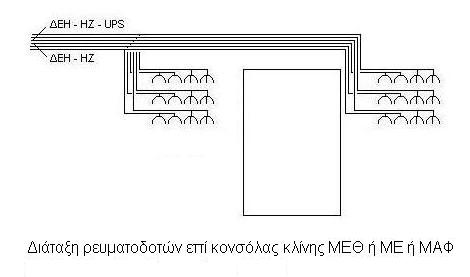 ΔΕΗ - ΗΖ - UPS
ΔΕΗ - ΗΖ
Διάταξη ρευματοδοτών επί κονσόλας κλίνης ΜΕΘ ή ΜΕ ή ΜΑΦ